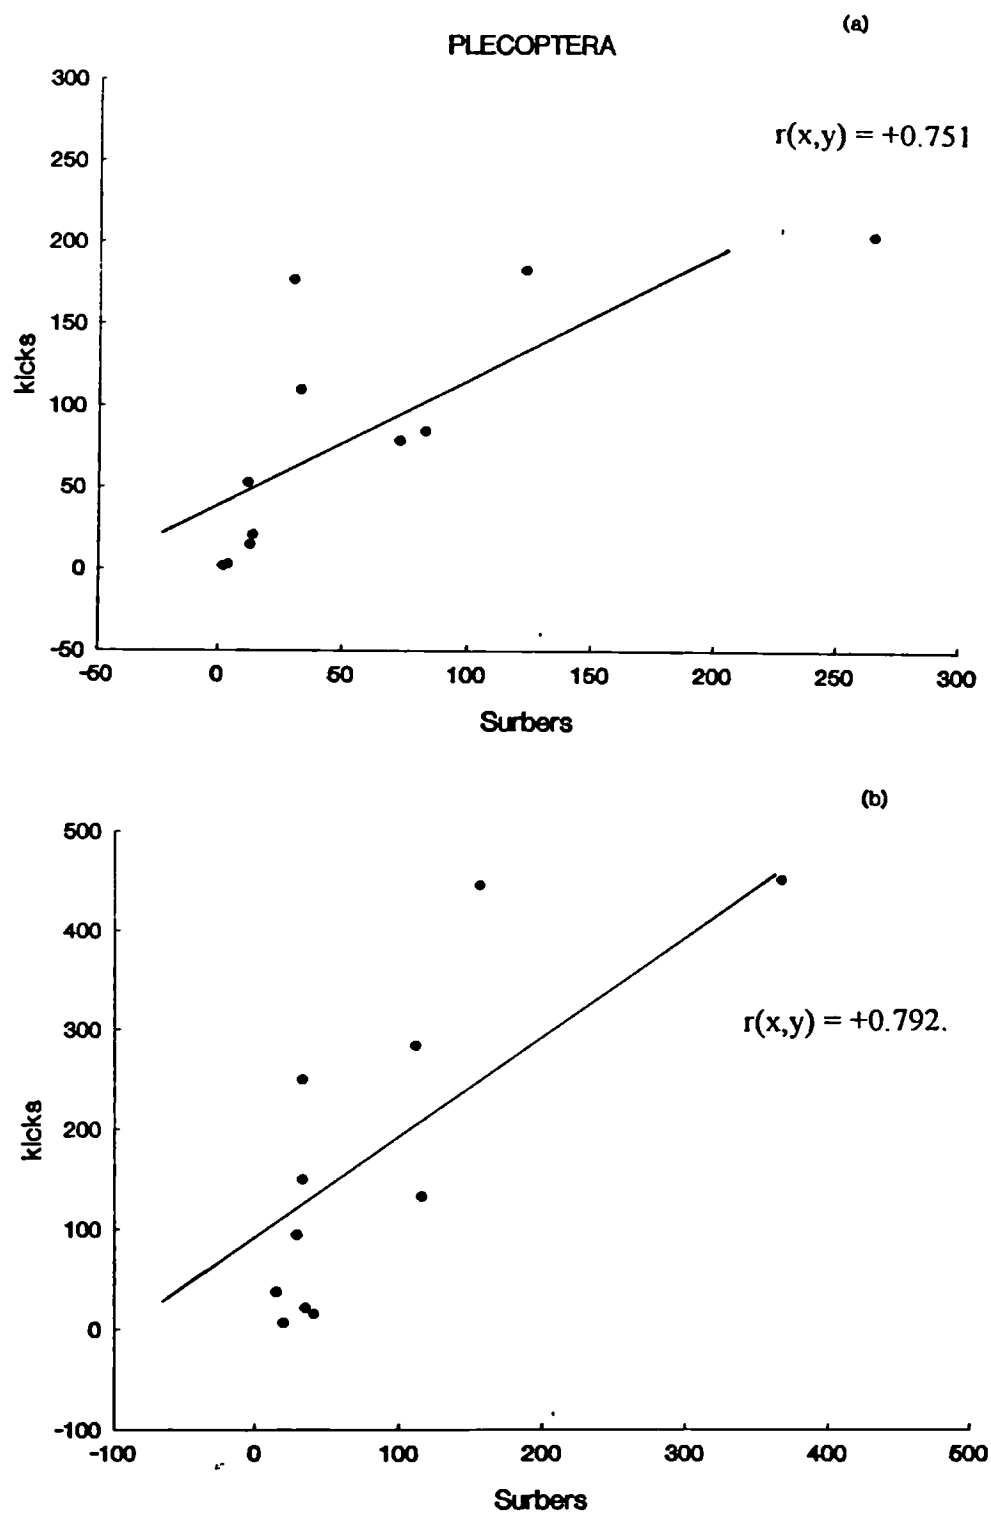 (a)
PLECOPTERA
300
r(x,y) = +0.751
250
200
150
kicks
100
50
0
-50
-50 0 50 100 150 200 250 300
Surbers
(b)
500
400
300
r(x,y) = +0.792.
200
kicks
100
0
-100
-100 0 100 200 300 400 500
Surbers